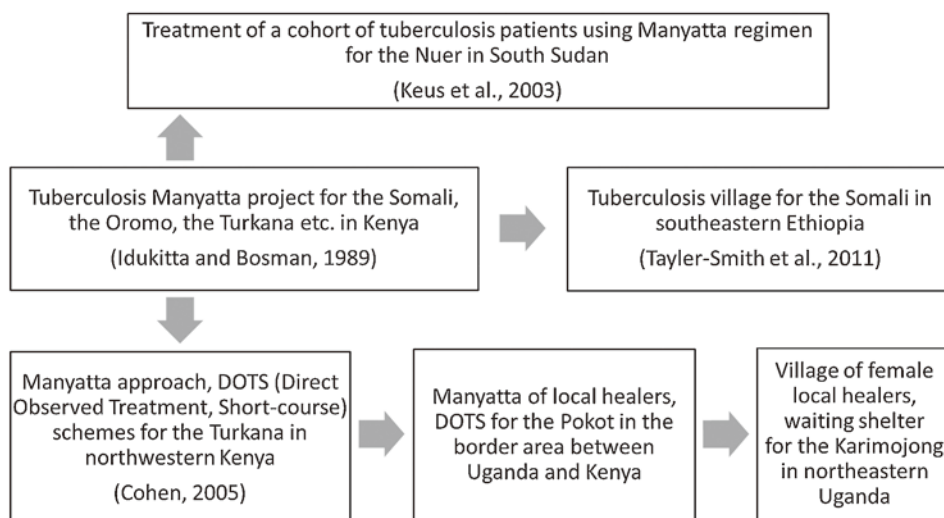 Treatment of a cohort of tuberculosis patients using Manyatta regimen
for the Nuer in South Sudan
(Keus et al., 2003)
Tuberculosis Manyatta project for the Somali,
the Oromo, the Turkana etc. in Kenya
(Idukitta and Bosman, 1989)
Tuberculosis village for the Somali in
southeastern Ethiopia
(Tayler-Smith et al., 2011)
Manyatta approach, DOTS (Direct
Observed Treatment, Short-course)
schemes for the Turkana in
northwestern Kenya
(Cohen, 2005)
Manyatta of local healers,
DOTS for the Pokot in the
border area between
Uganda and Kenya
Village of female
local healers,
waiting shelter
for the Karimojong
in northeastern
Uganda